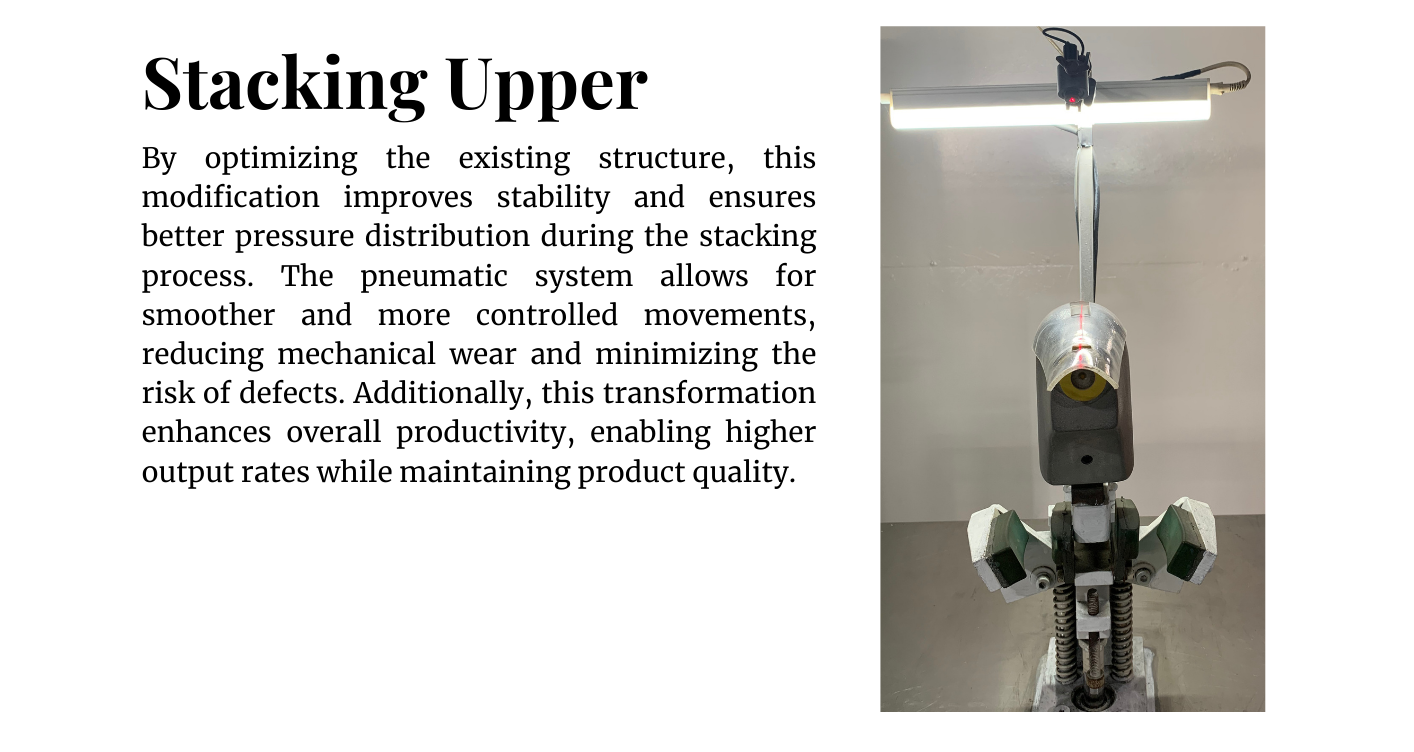 Stacking Upper
By optimizing the existing structure, this
modification improves stability and ensures
better pressure distribution during the stacking
process. The pneumatic system allows for
smoother and more controlled movements,
reducing mechanical wear and minimizing the
risk of defects. Additionally, this transformation
enhances overall productivity, enabling higher
output rates while maintaining product quality.